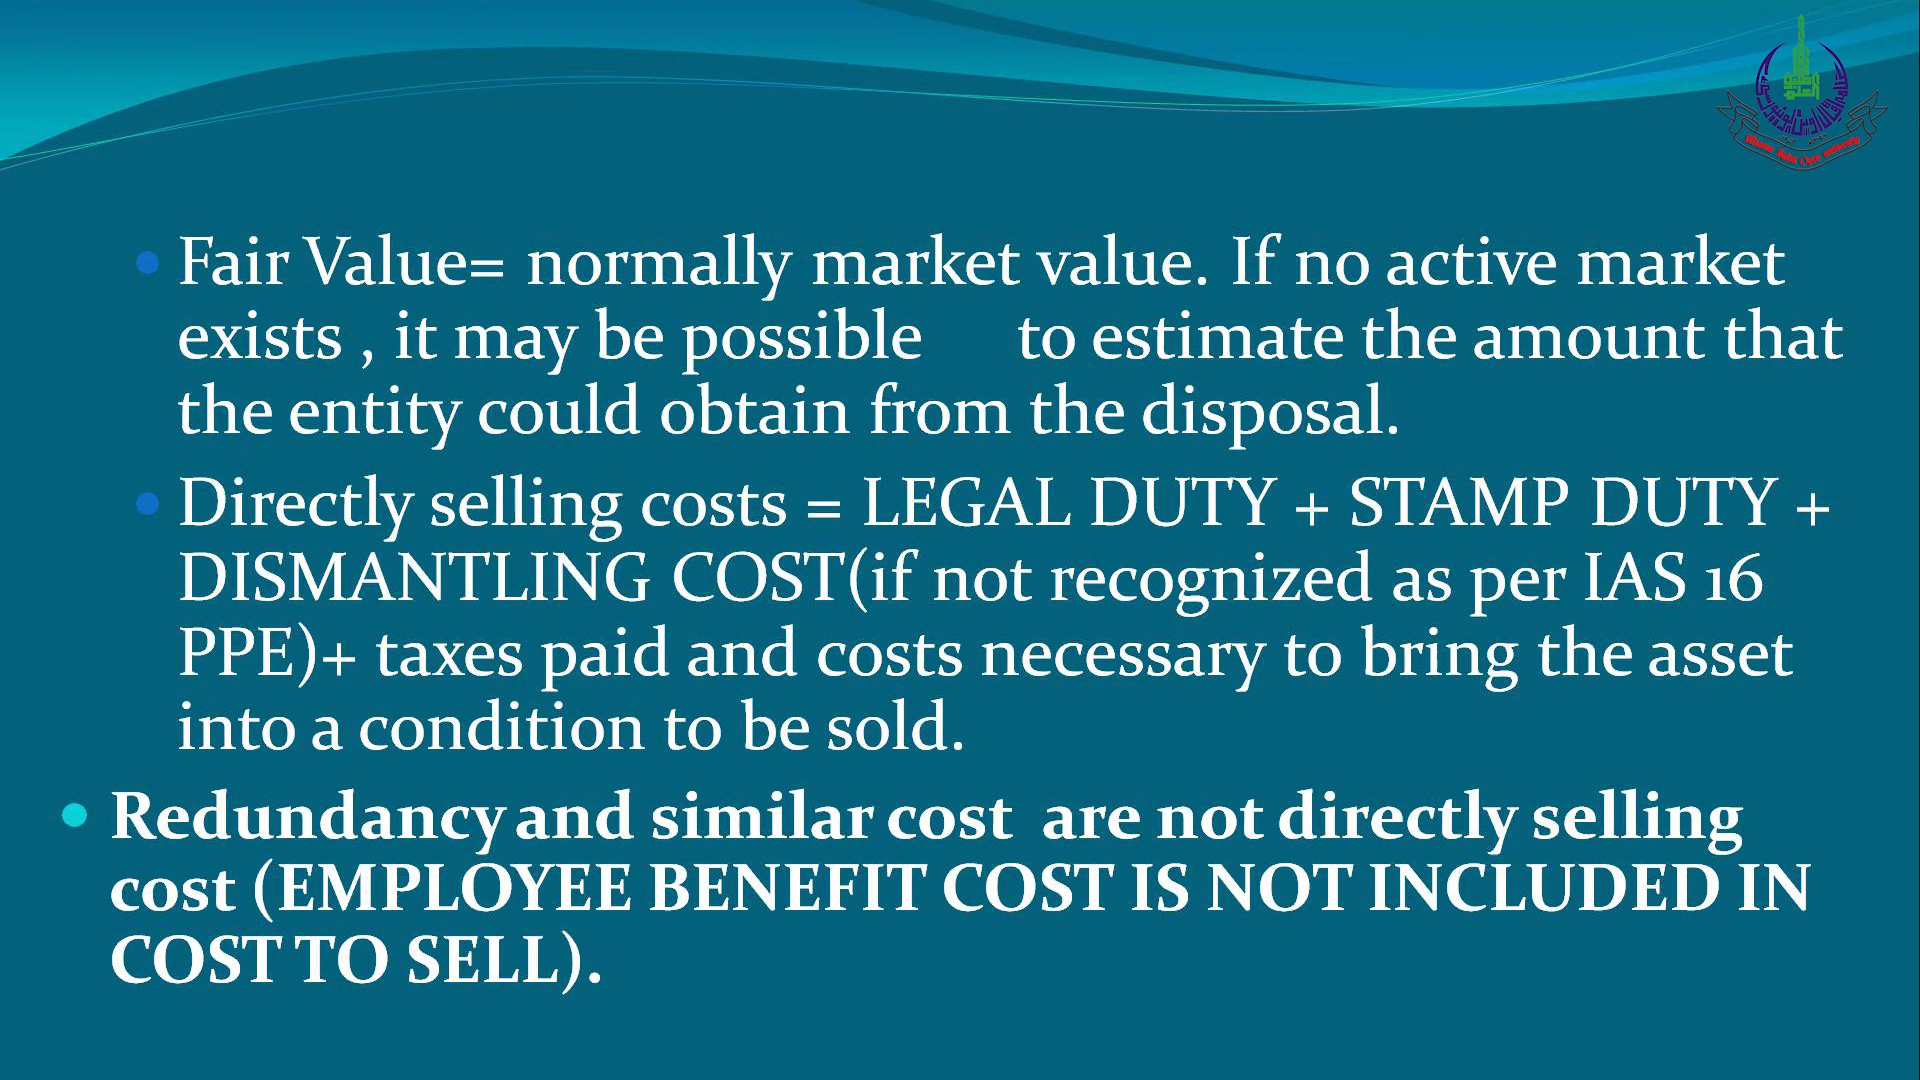 Fair Value= normally market value. If no active market
exists , it may be possible to estimate the amount that
the entity could obtain from the disposal.
Directly selling costs = LEGAL DUTY + STAMP DUTY +
DISMANTLING COST(if not recognized as per IAS 16
PPE)+ taxes paid and costs necessary to bring the asset
into a condition to be sold.
Redundancy and similar cost are not directly selling
cost (EMPLOYEE BENEFIT COST IS NOT INCLUDED IN
COST TO SELL).